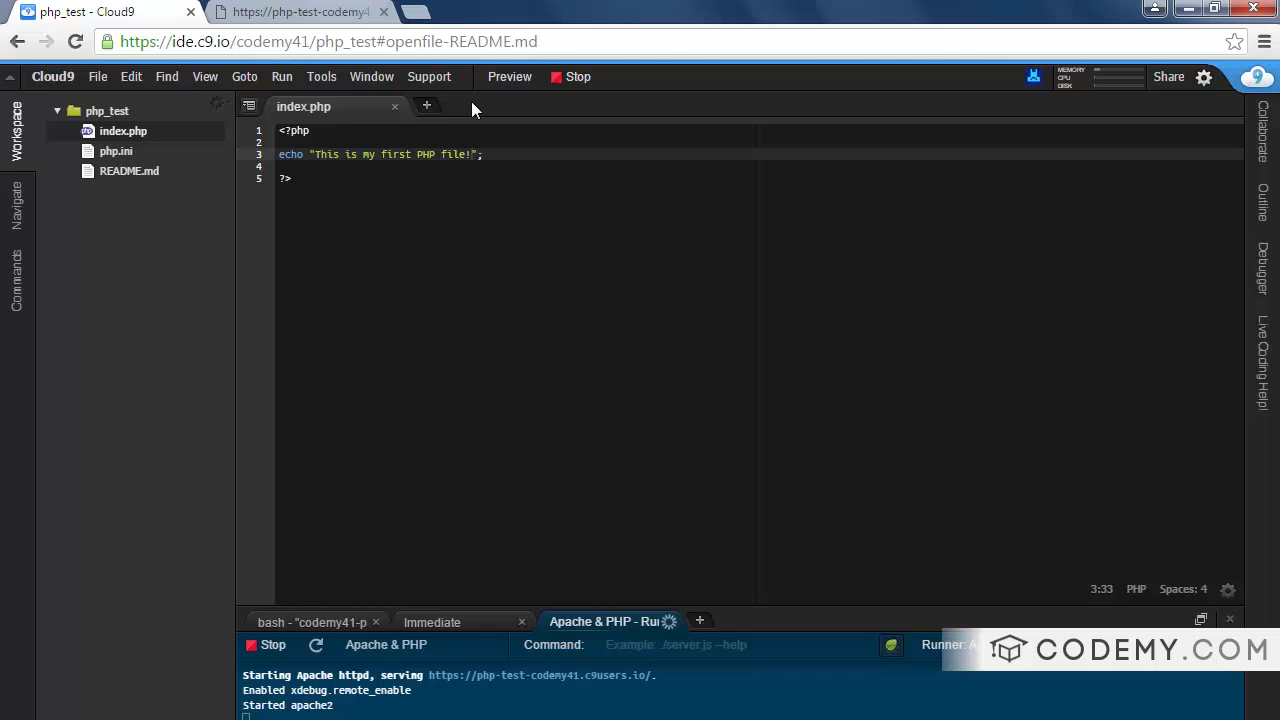 php_test - Cloud9
https://php-test-codemy4
https://ide.c9.io/codemy41/php_test#openfile-README.md
Cloud9 File Edit Find View Goto Run Tools Window Support Preview Stop MEMORY CPU DISK Share 9
Workspace
Navigate
Commands
php_test
index.php
php.ini
README.md
index.php
1 <?php
2
3 echo "This is my first PHP file!";
4
5 ?>
Collaborate
Outline
Debugger
Live Coding Help!
3:33 PHP Spaces: 4
bash - "codemy41-p Immediate Apache & PHP - Rur
Stop Apache & PHP Command: Example: ./server.js --help Runner: A
CODEMY.COM
Starting Apache httpd, serving https://php-test-codemy41.c9users.io/.
Enabled xdebug.remote_enable
Started apache2